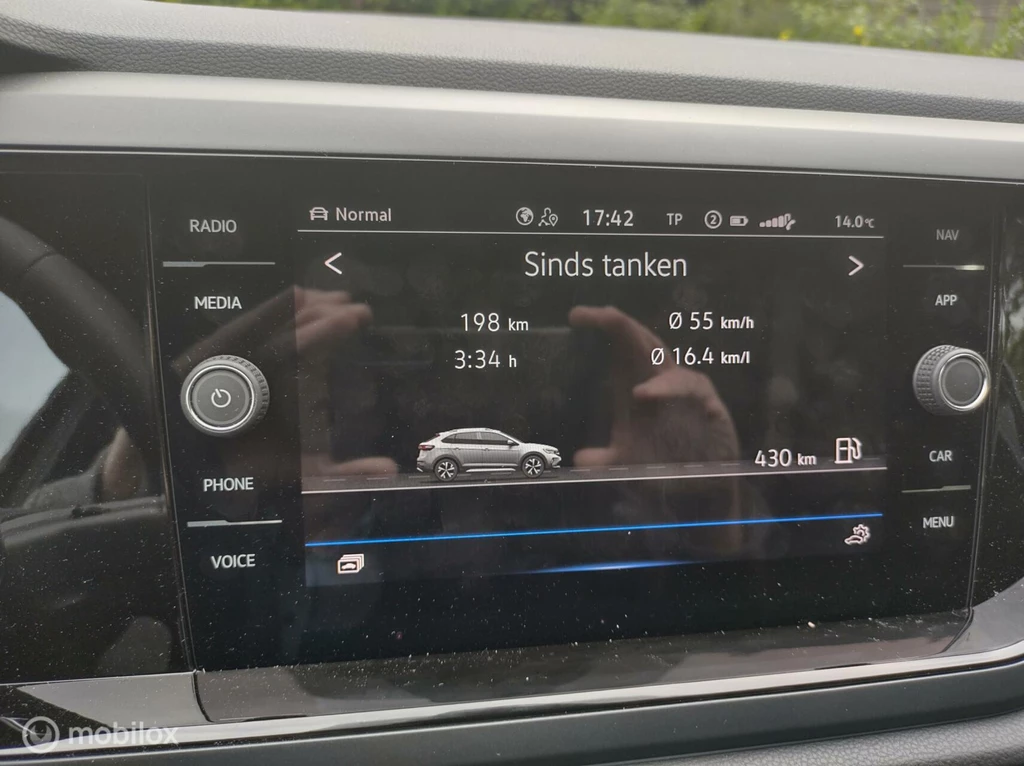 RADIO
MEDIA
PHONE
VOICE
Normal
17:42 TP 2 14.0°C
< Sinds tanken >
198 km Ø 55 km/h
3:34 h Ø 16.4 km/l
430 km
NAV
APP
CAR
MENU
mobilox